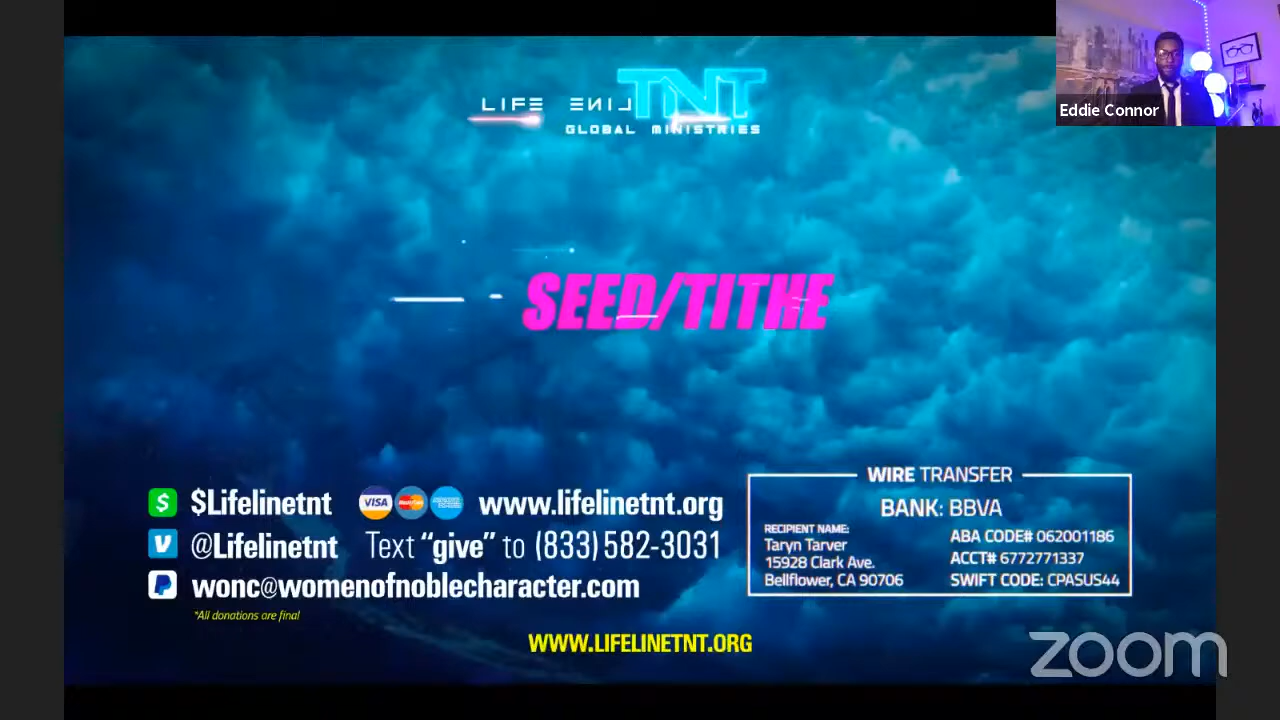 LIFE LINE TNT
GLOBAL MINISTRIES
Eddie Connor
SEED/TITHE
$Lifelinetnt
VISA
www.lifelinetnt.org
@Lifelinetnt
Text “give” to (833) 582-3031
wonc@womenofnoblecharacter.com
*All donations are final
WIRE TRANSFER
BANK: BBVA
RECIPIENT NAME:
Taryn Tarver
15928 Clark Ave.
Bellflower, CA 90706
ABA CODE# 062001186
ACCT# 6772771337
SWIFT CODE: CPASUS44
WWW.LIFELINETNT.ORG
zoom